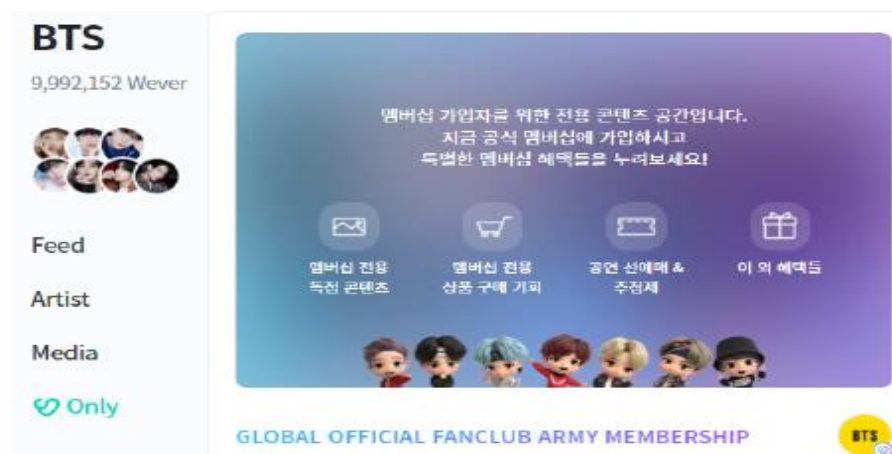 BTS
9,992,152 Wever
Feed
Artist
Media
Only
멤버십 가입자를 위한 전용 콘텐츠 공간입니다.
지금 공식 멤버십에 가입하시고
특별한 멤버십 혜택들을 누려보세요!
멤버십 전용
독점 콘텐츠
멤버십 전용
상품 구매 기회
공연 선예매 &
추첨제
이 외 혜택들
GLOBAL OFFICIAL FANCLUB ARMY MEMBERSHIP
BTS